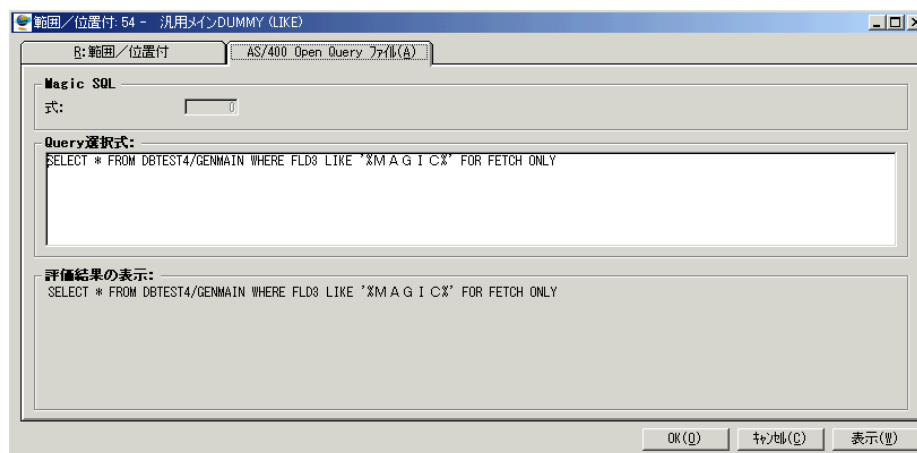 範囲／位置付: 54 - 汎用メインDUMMY (LIKE)
R:範囲／位置付
AS/400 Open Query ﾌｧｲﾙ(A)
Magic SQL
式:
0
Query選択式:
SELECT * FROM DBTEST4/GENMAIN WHERE FLD3 LIKE '%ＭＡＧＩＣ%' FOR FETCH ONLY
評価結果の表示:
SELECT * FROM DBTEST4/GENMAIN WHERE FLD3 LIKE '%ＭＡＧＩＣ%' FOR FETCH ONLY
OK(O)
ｷｬﾝｾﾙ(C)
表示(W)